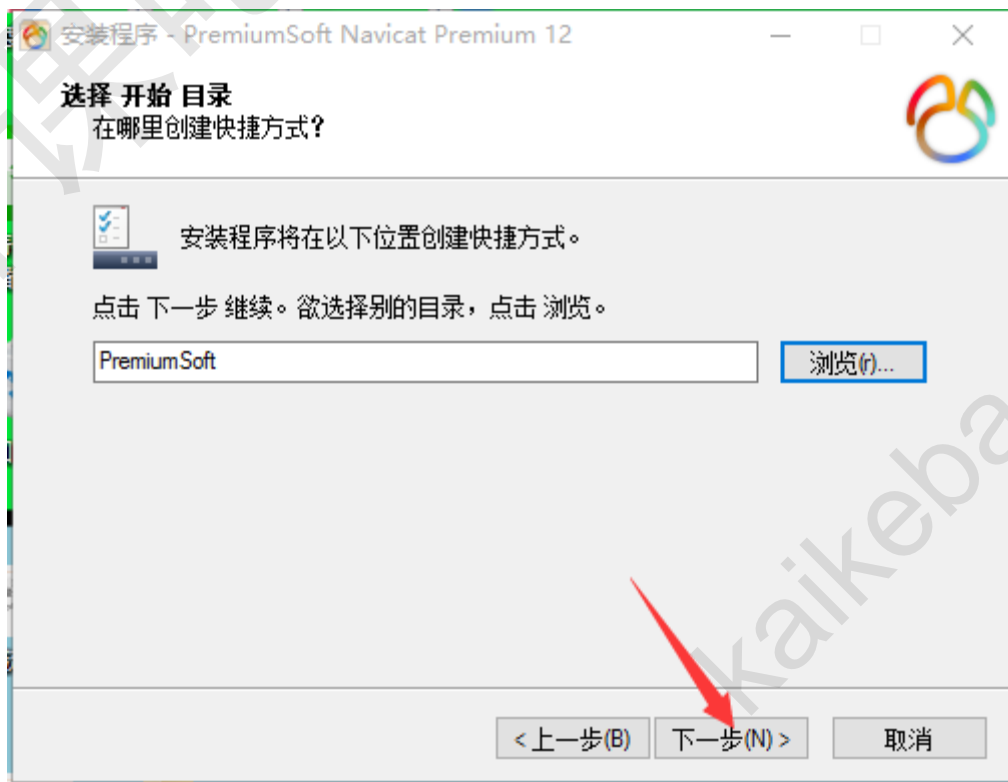 安装程序 - PremiumSoft Navicat Premium 12
选择 开始 目录
在哪里创建快捷方式?
安装程序将在以下位置创建快捷方式。
点击 下一步 继续。欲选择别的目录，点击 浏览。
PremiumSoft
浏览(r)...
<上一步(B)
下一步(N) >
取消
kaikeba